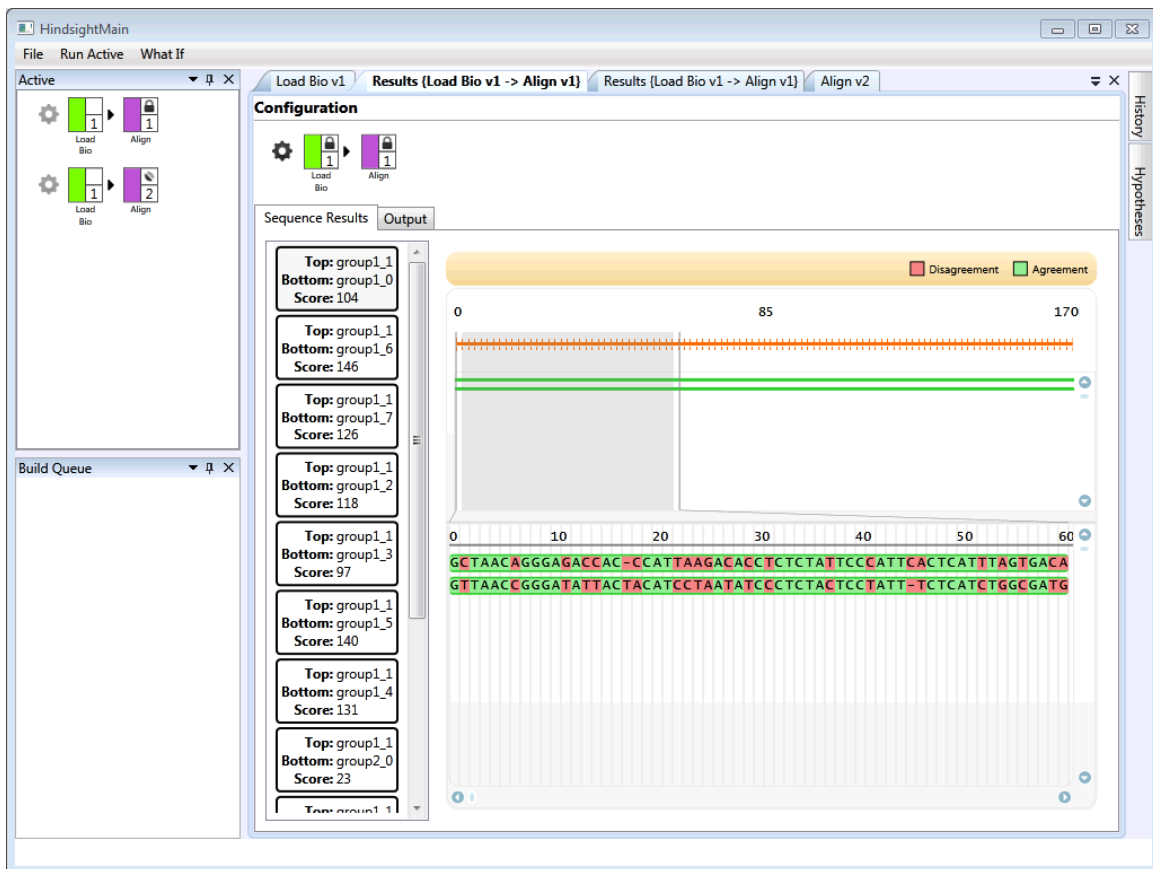 HindsightMain
File Run Active What If
Active
1 1
Load Bio Align
1 2
Load Bio Align
Build Queue
Load Bio v1 Results {Load Bio v1 -> Align v1} Results {Load Bio v1 -> Align v1} Align v2
Configuration
1 1
Load Bio Align
Sequence Results Output
Top: group1_1
Bottom: group1_0
Score: 104
Top: group1_1
Bottom: group1_6
Score: 146
Top: group1_1
Bottom: group1_7
Score: 126
Top: group1_1
Bottom: group1_2
Score: 118
Top: group1_1
Bottom: group1_3
Score: 97
Top: group1_1
Bottom: group1_5
Score: 140
Top: group1_1
Bottom: group1_4
Score: 131
Top: group1_1
Bottom: group2_0
Score: 23
Top: group1_1
Disagreement Agreement
0 85 170
0 10 20 30 40 50 60
GCTAACAGGGAGACCAC-CCATTAAGACACCTCTCTATTCCCATTCACTCATTTAGTGACA
GTTAACCGGGATATTACTACATCCTAATATCCCTCTACTCCTATT-TCTCATCTGGCGATG
History
Hypotheses